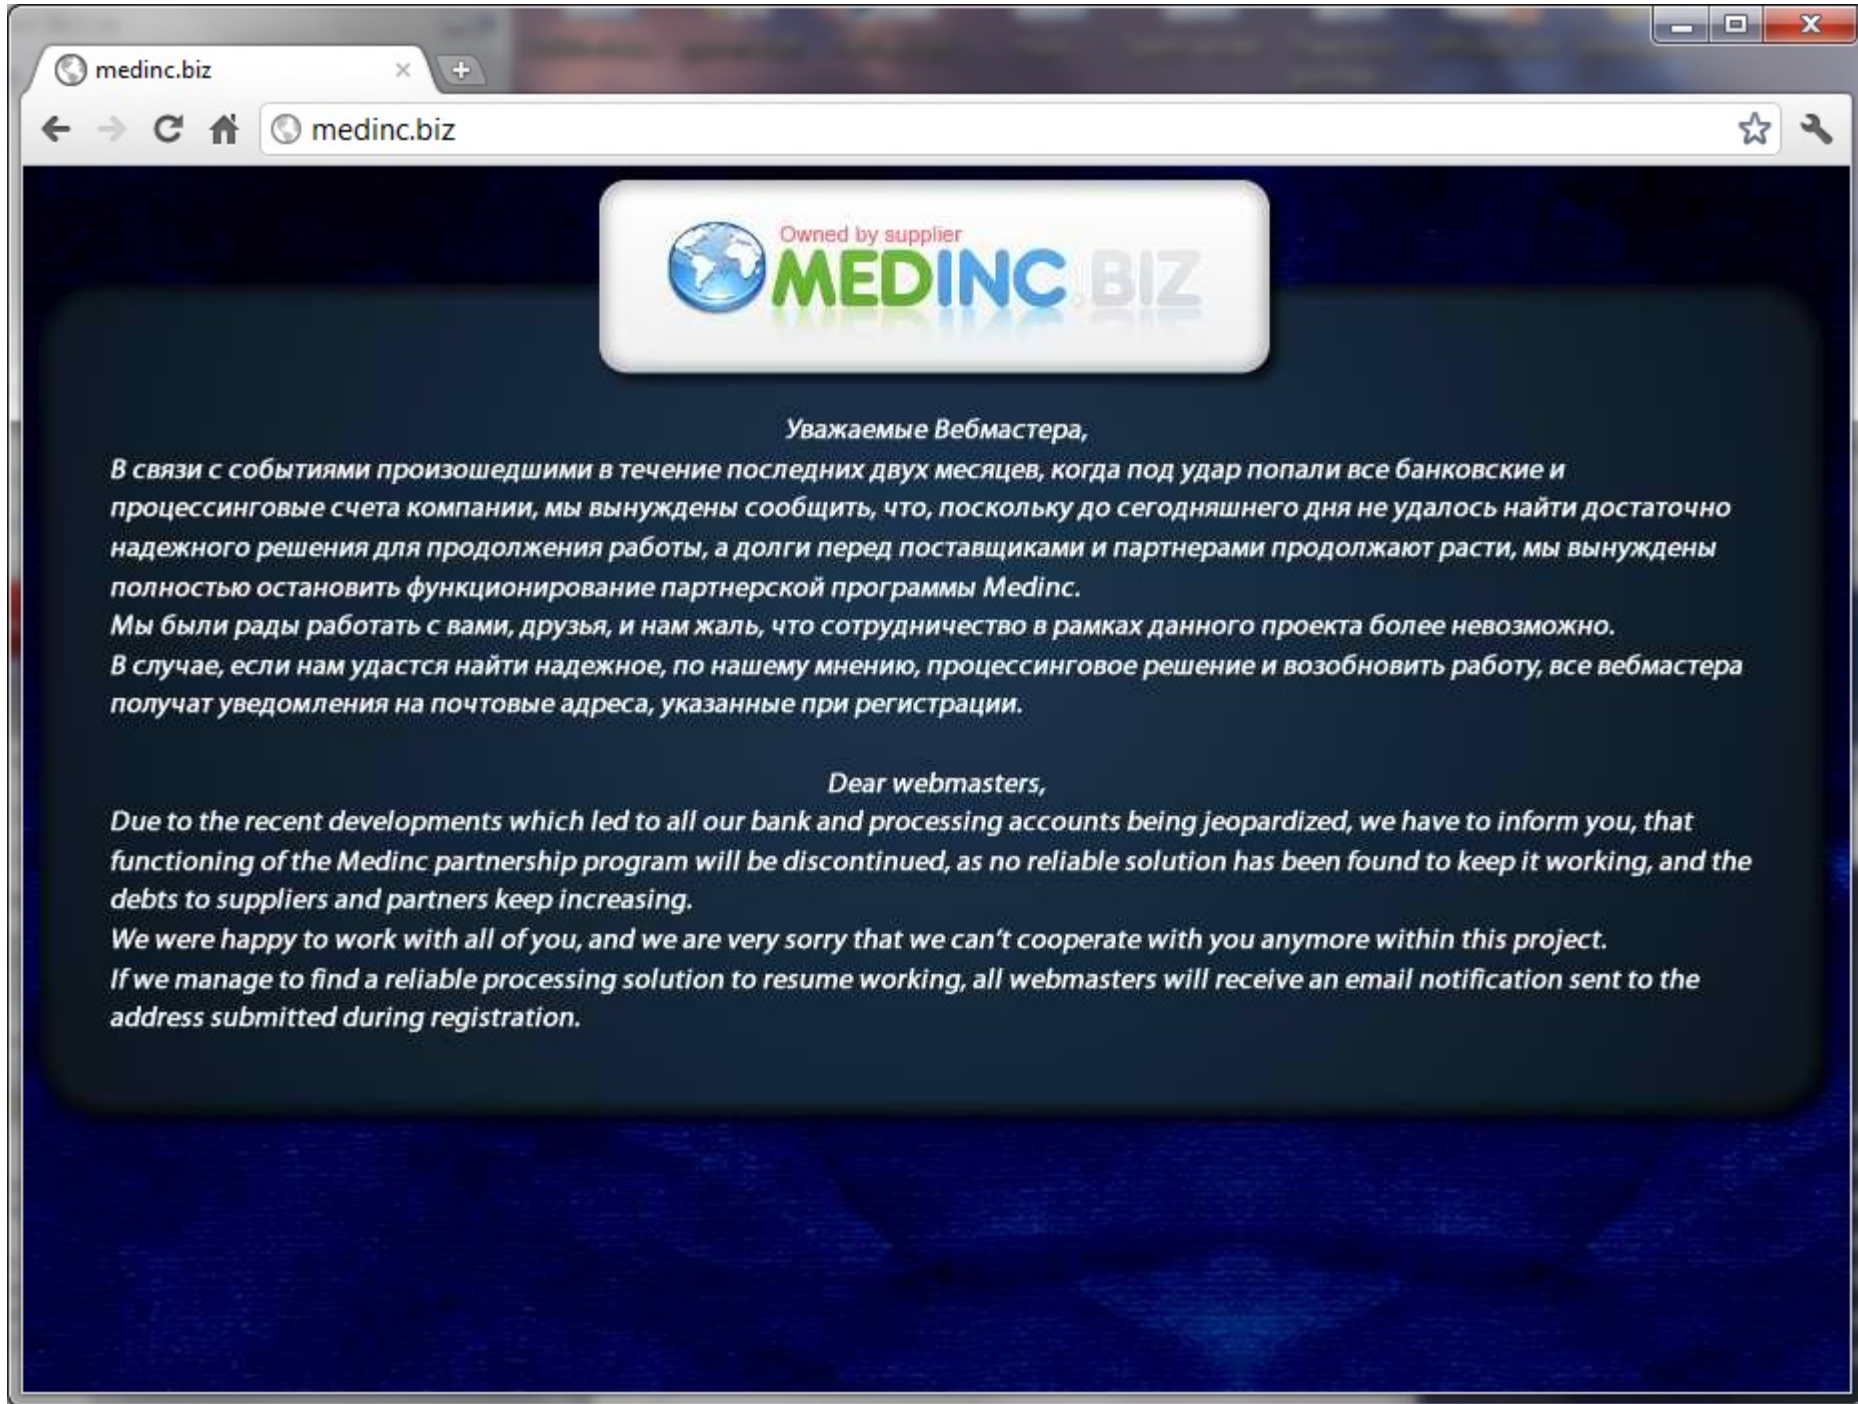 medinc.biz
medinc.biz
Owned by supplier
MEDINC.BIZ
Уважаемые Вебмастера,
В связи с событиями произошедшими в течение последних двух месяцев, когда под удар попали все банковские и
процессинговые счета компании, мы вынуждены сообщить, что, поскольку до сегодняшнего дня не удалось найти достаточно
надежного решения для продолжения работы, а долги перед поставщиками и партнерами продолжают расти, мы вынуждены
полностью остановить функционирование партнерской программы Medinc.
Мы были рады работать с вами, друзья, и нам жаль, что сотрудничество в рамках данного проекта более невозможно.
В случае, если нам удастся найти надежное, по нашему мнению, процессинговое решение и возобновить работу, все вебмастера
получат уведомления на почтовые адреса, указанные при регистрации.
Dear webmasters,
Due to the recent developments which led to all our bank and processing accounts being jeopardized, we have to inform you, that
functioning of the Medinc partnership program will be discontinued, as no reliable solution has been found to keep it working, and the
debts to suppliers and partners keep increasing.
We were happy to work with all of you, and we are very sorry that we can't cooperate with you anymore within this project.
If we manage to find a reliable processing solution to resume working, all webmasters will receive an email notification sent to the
address submitted during registration.